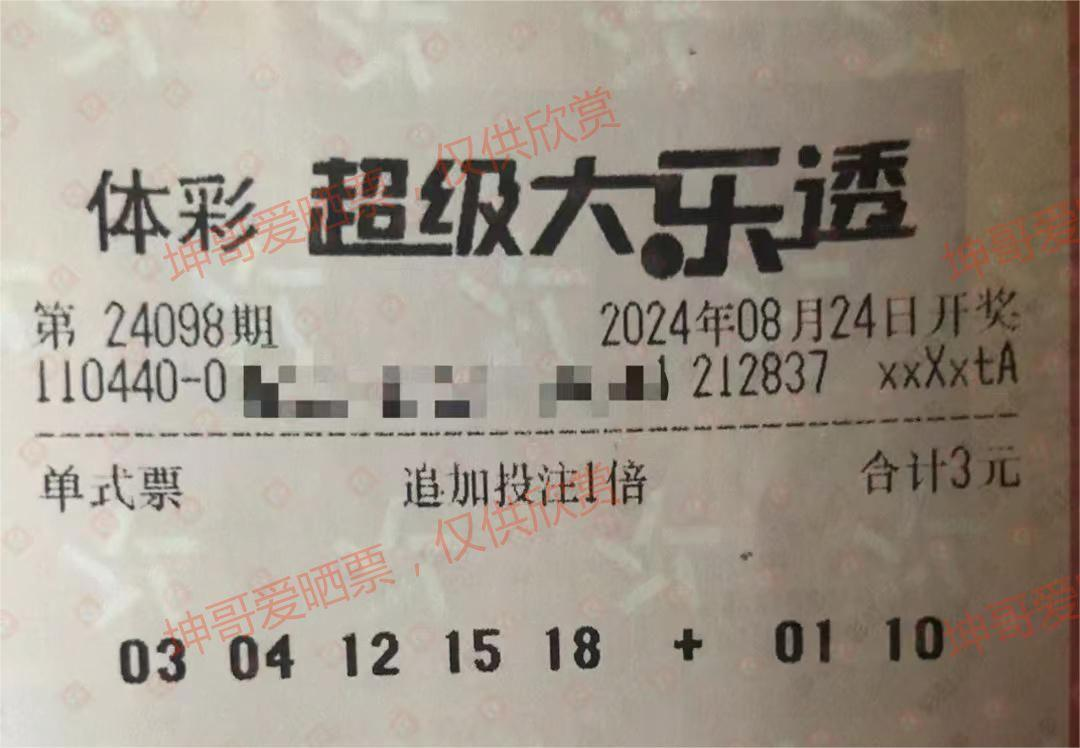 体彩 超级大乐透
第 24098期 2024年08月24日开奖
110440-0 212837 xxXxtA
单式票 追加投注1倍 合计3元
03 04 12 15 18 + 01 10
坤哥爱晒票，仅供欣赏
坤哥爱晒票，仅供欣赏
坤哥爱
坤哥爱